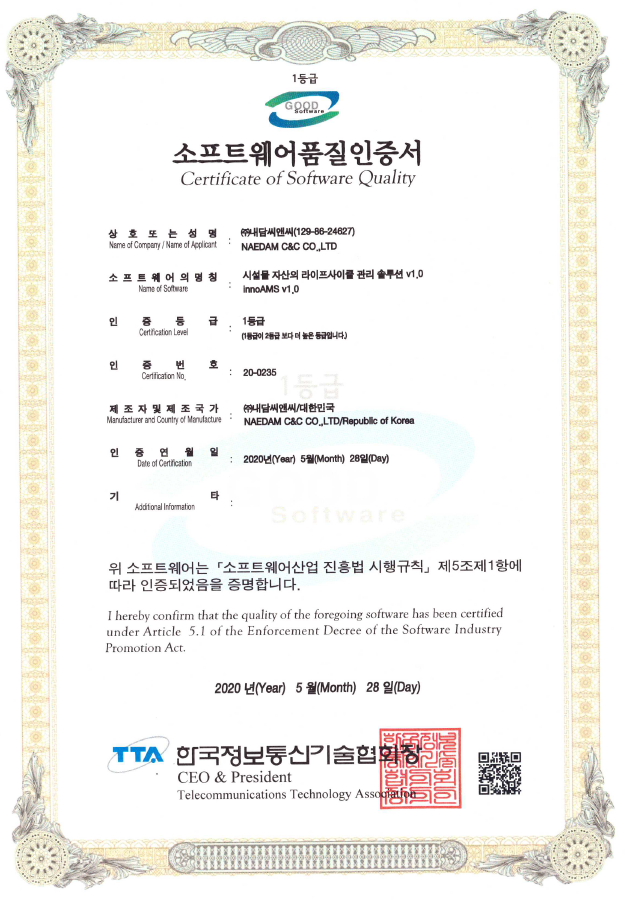 1등급
GOOD
Software
소프트웨어품질인증서
Certificate of Software Quality
상 호 또 는 성 명 : ㈜내담씨앤씨(129-86-24627)
Name of Company / Name of Applicant NAEDAM C&C CO.,LTD
소 프 트 웨 어 의 명 칭 : 시설물 자산의 라이프사이클 관리 솔루션 v1.0
Name of Software innoAMS v1.0
인 증 등 급 : 1등급
Certification Level (1등급이 2등급 보다 더 높은 등급입니다.)
인 증 번 호 : 20-0235
Certification No.
1등급
제 조 자 및 제 조 국 가 : ㈜내담씨앤씨/대한민국
Manufacturer and Country of Manufacture NAEDAM C&C CO.,LTD/Republic of Korea
인 증 연 월 일 : 2020년(Year) 5월(Month) 28일(Day)
Date of Certification
기 타 :
Additional Information
GOOD
Software
위 소프트웨어는 「소프트웨어산업 진흥법 시행규칙」 제5조제1항에
따라 인증되었음을 증명합니다.
I hereby confirm that the quality of the foregoing software has been certified
under Article 5.1 of the Enforcement Decree of the Software Industry
Promotion Act.
2020 년(Year) 5 월(Month) 28 일(Day)
TTA 한국정보통신기술협회장
CEO & President
Telecommunications Technology Association